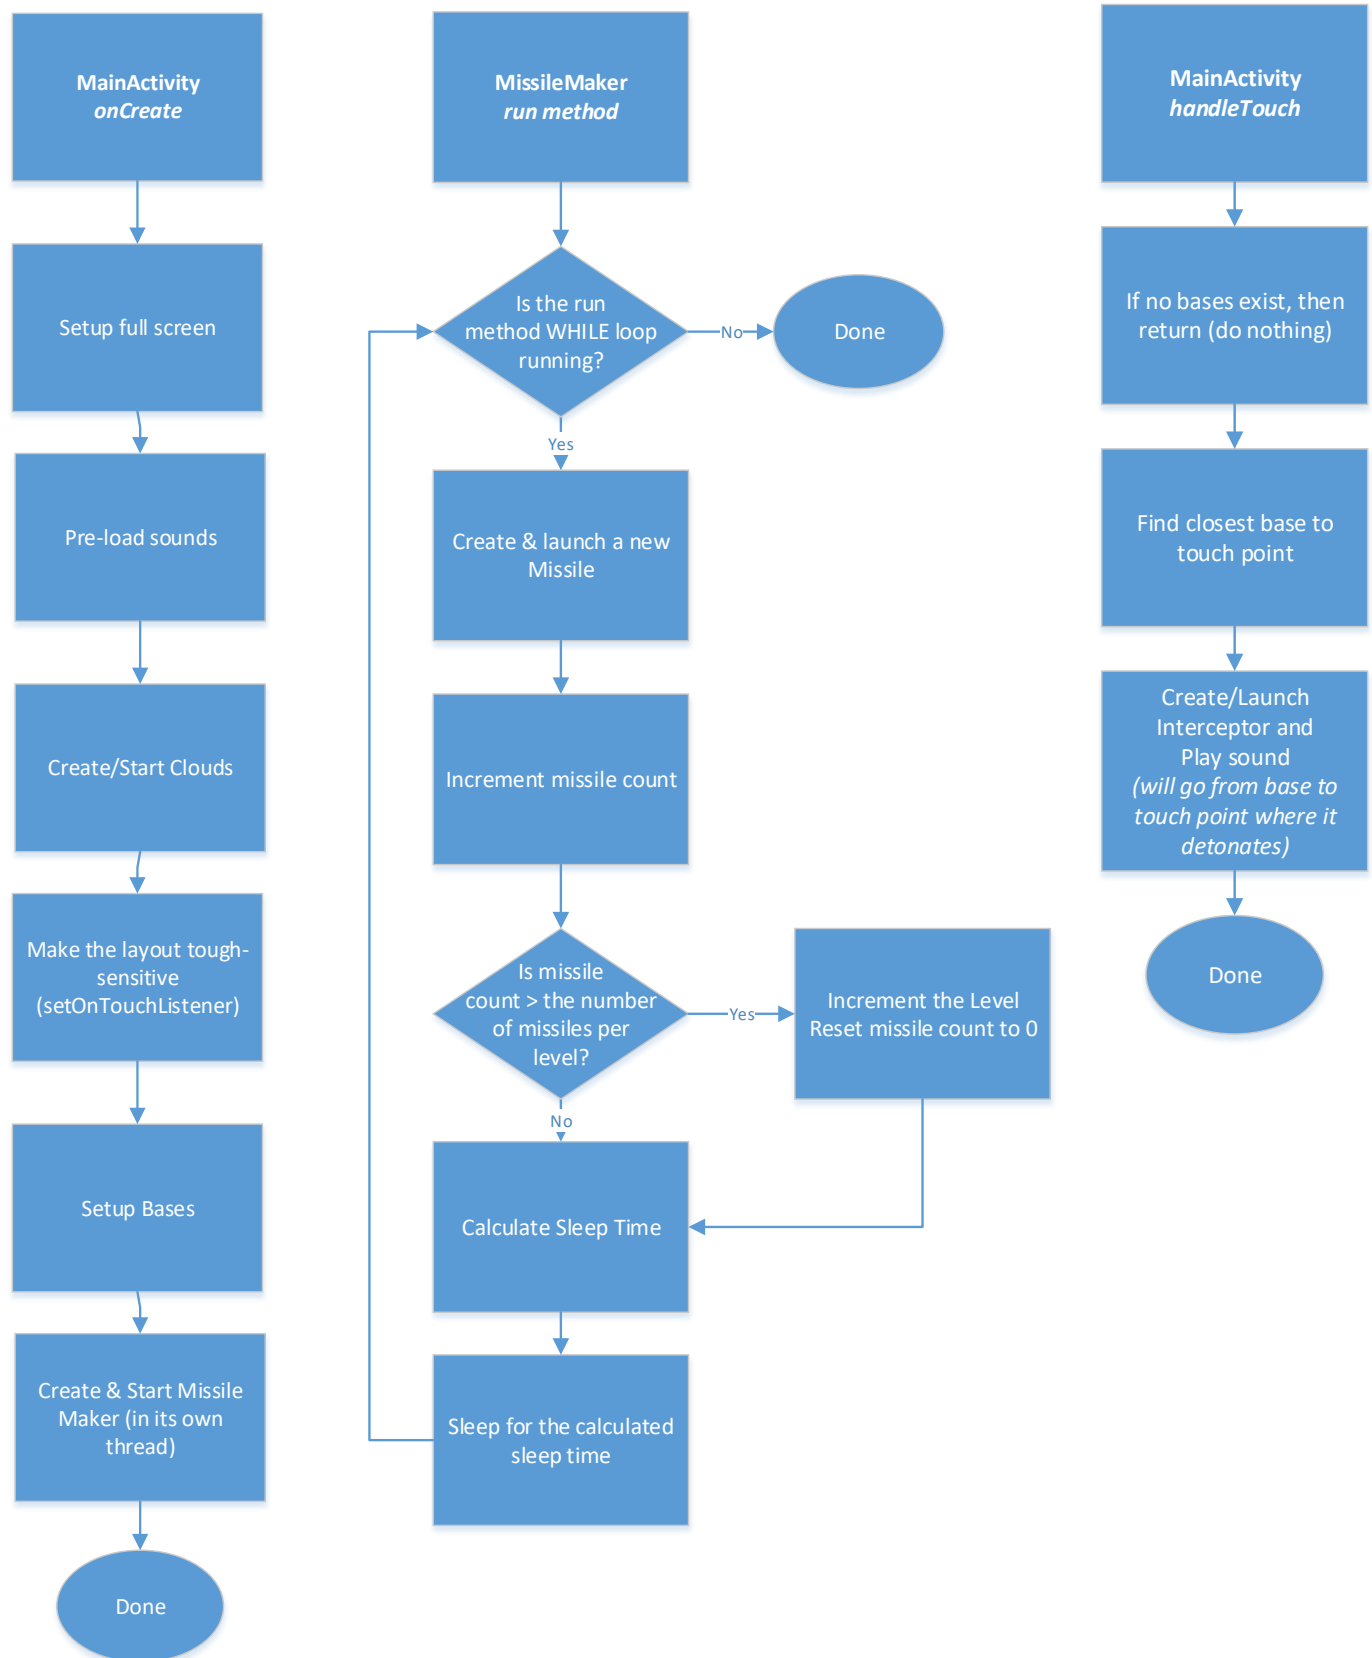 MainActivity
onCreate
Setup full screen
Pre-load sounds
Create/Start Clouds
Make the layout tough-
sensitive
(setOnTouchListener)
Setup Bases
Create & Start Missile
Maker (in its own
thread)
Done
MissileMaker
run method
Is the run
method WHILE loop
running?
No
Done
Yes
Create & launch a new
Missile
Increment missile count
Is missile
count > the number
of missiles per
level?
Yes
Increment the Level
Reset missile count to 0
No
Calculate Sleep Time
Sleep for the calculated
sleep time
MainActivity
handleTouch
If no bases exist, then
return (do nothing)
Find closest base to
touch point
Create/Launch
Interceptor and
Play sound
(will go from base to
touch point where it
detonates)
Done